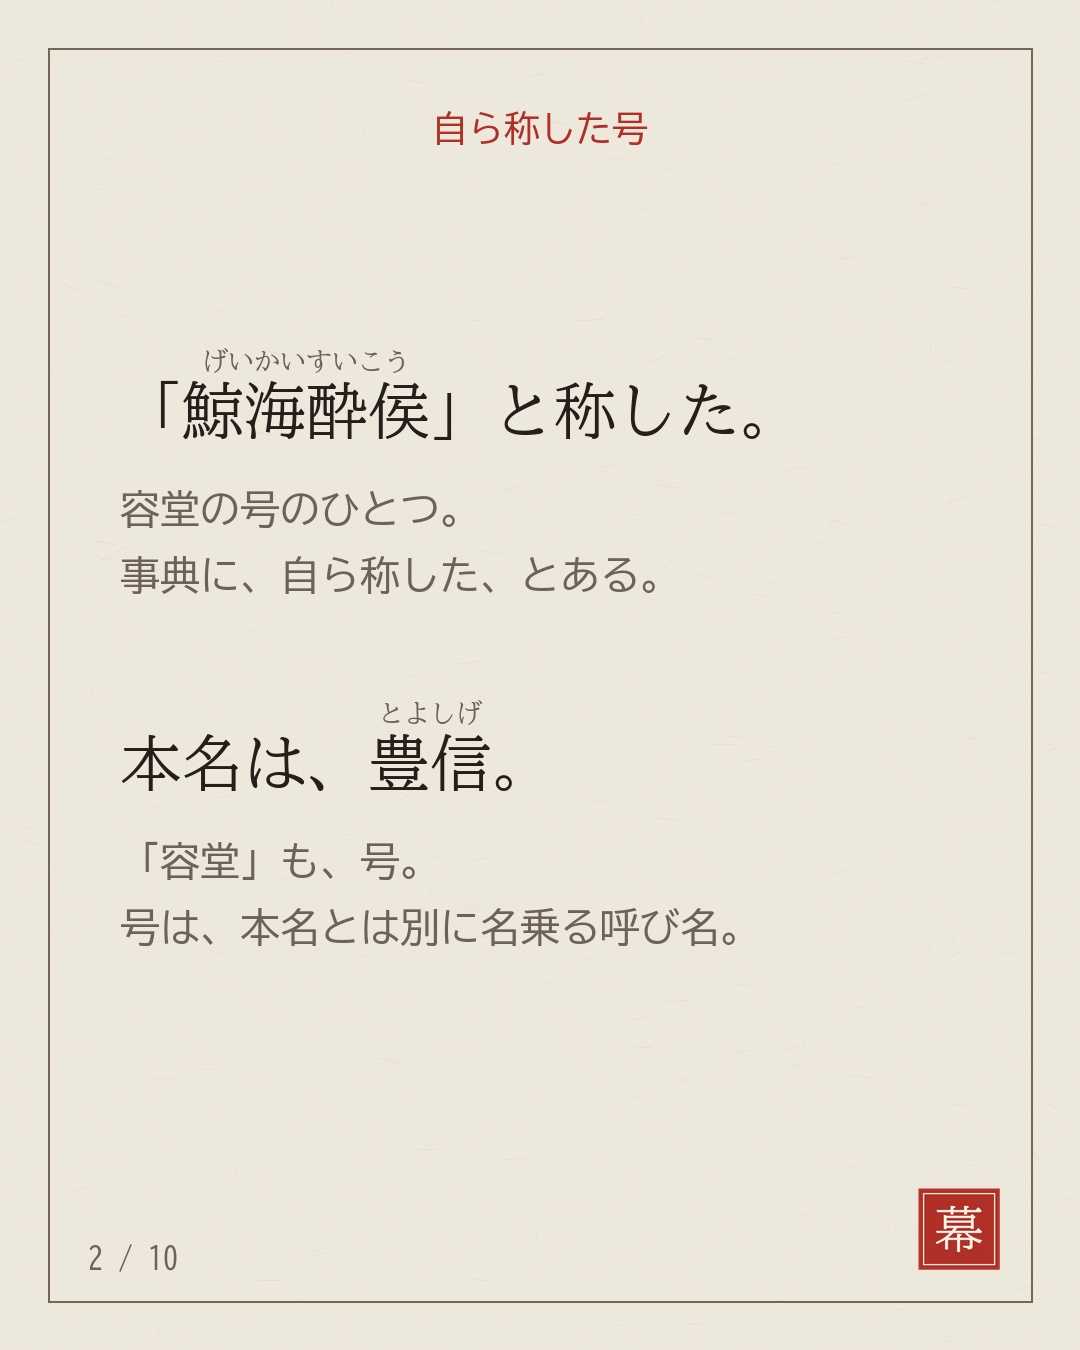 自ら称した号
げいかいすいこう
「鯨海酔侯」と称した。
容堂の号のひとつ。
事典に、自ら称した、とある。
とよしげ
本名は、豊信。
「容堂」も、号。
号は、本名とは別に名乗る呼び名。
幕
2 / 10